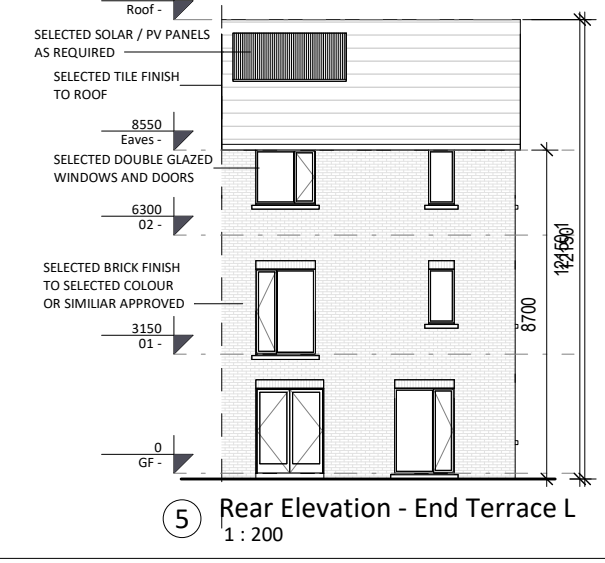 Roof -
SELECTED SOLAR / PV PANELS
AS REQUIRED
SELECTED TILE FINISH
TO ROOF
8550
Eaves -
SELECTED DOUBLE GLAZED
WINDOWS AND DOORS
6300
02 -
SELECTED BRICK FINISH
TO SELECTED COLOUR
OR SIMILIAR APPROVED
8700
3150
01 -
0
GF -
5
Rear Elevation - End Terrace L
1 : 200